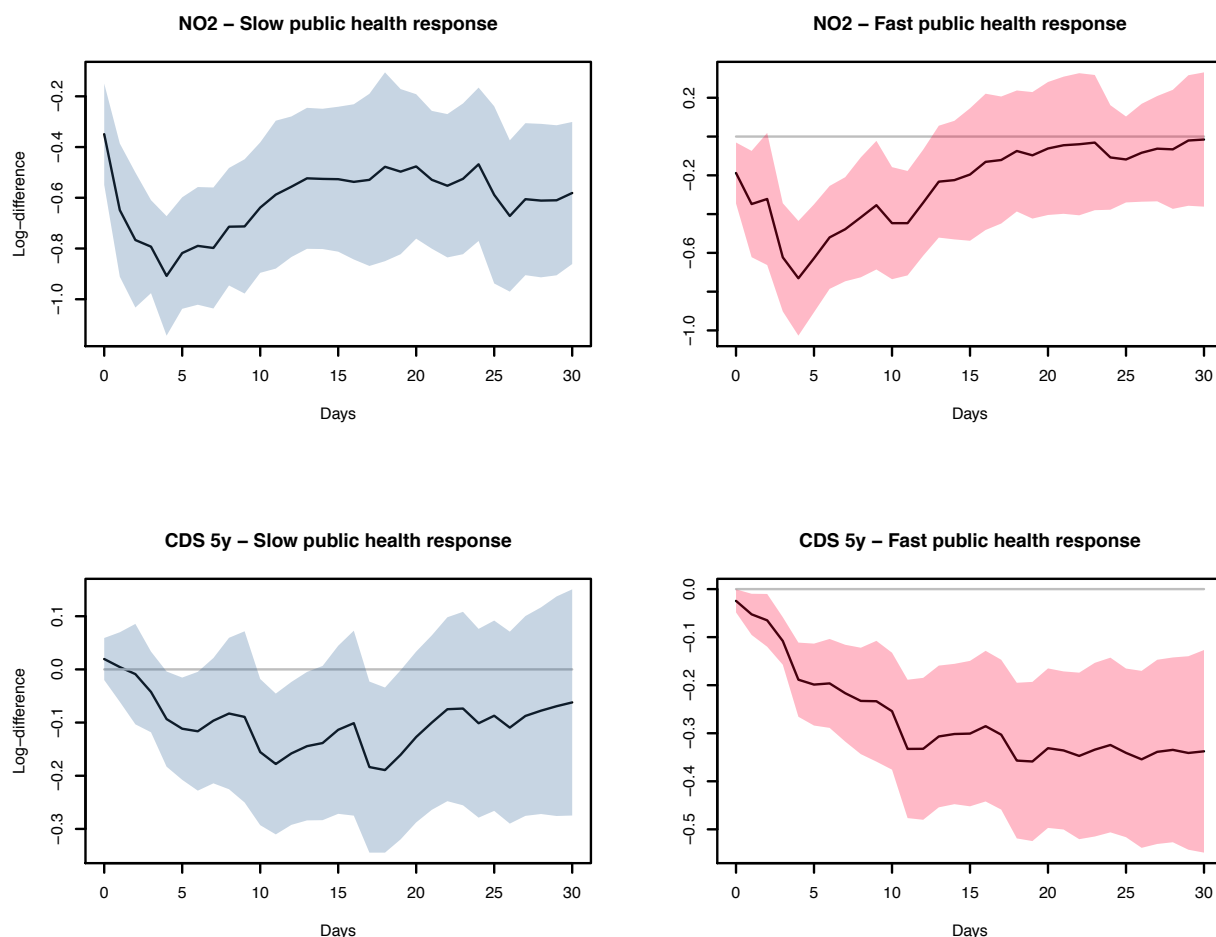 NO2 – Slow public health response
NO2 – Fast public health response
Log−difference
−0.2
−0.4
−0.6
−0.8
−1.0
0.2
−0.2
−0.6
−1.0
0 5 10 15 20 25 30
0 5 10 15 20 25 30
Days
Days
CDS 5y – Slow public health response
CDS 5y – Fast public health response
Log−difference
0.1
0.0
−0.1
−0.2
−0.3
0.0
−0.1
−0.2
−0.3
−0.4
−0.5
0 5 10 15 20 25 30
0 5 10 15 20 25 30
Days
Days